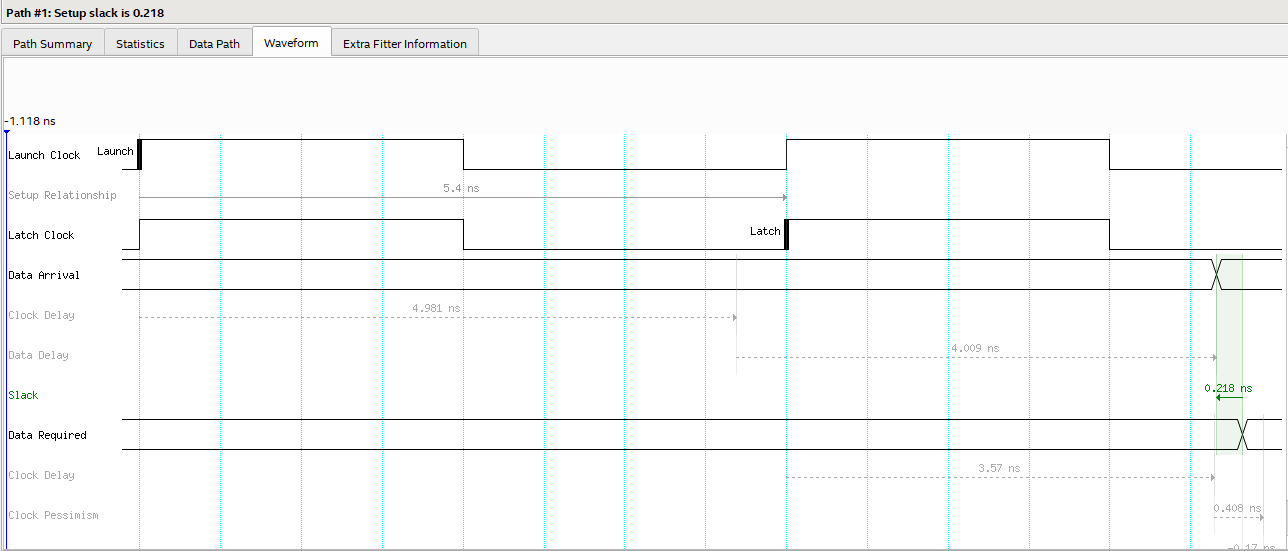 Path #1: Setup slack is 0.218
Path Summary Statistics Data Path Waveform Extra Fitter Information
-1.118 ns
Launch Clock Launch
Setup Relationship 5.4 ns
Latch Clock Latch
Data Arrival
Clock Delay 4.981 ns
Data Delay 4.009 ns
Slack 0.218 ns
Data Required
Clock Delay 3.57 ns
Clock Pessimism 0.408 ns
-0.17 ns